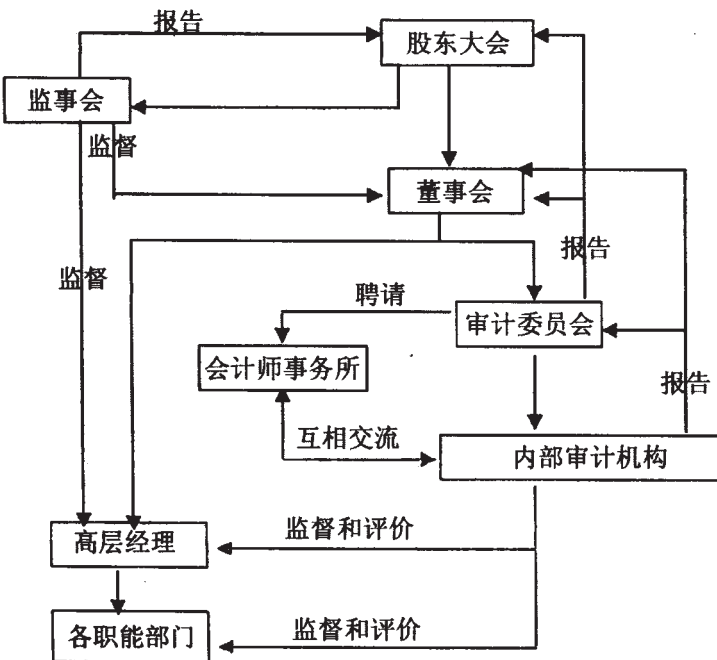 报告
股东大会
监事会
监督
董事会
报告
监督
聘请
审计委员会
会计师事务所
报告
互相交流
内部审计机构
监督和评价
高层经理
监督和评价
各职能部门